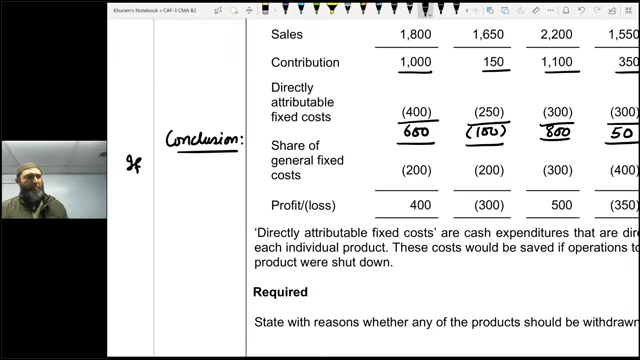 Khuram's Notebook » CAF-3 CMA B2
Sales 1,800 1,650 2,200 1,550
Contribution 1,000 150 1,100 350
Directly
attributable
fixed costs (400) (250) (300) (300)
600 (100) 800 50
Conclusion:
If
Share of
general fixed
costs (200) (200) (300) (400)
Profit/(loss) 400 (300) 500 (350)
'Directly attributable fixed costs' are cash expenditures that are dir
each individual product. These costs would be saved if operations to
product were shut down.
Required
State with reasons whether any of the products should be withdrawn